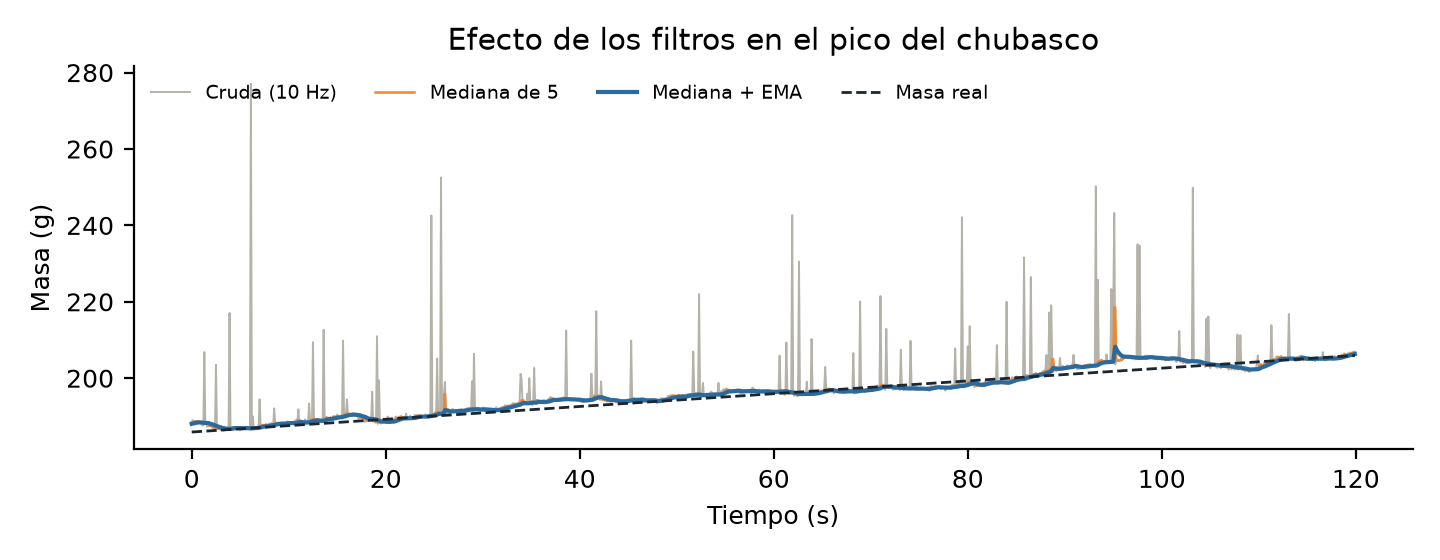 Efecto de los filtros en el pico del chubasco
Cruda (10 Hz) Mediana de 5 Mediana + EMA Masa real
280
260
240
220
200
Masa (g)
0 20 40 60 80 100 120
Tiempo (s)